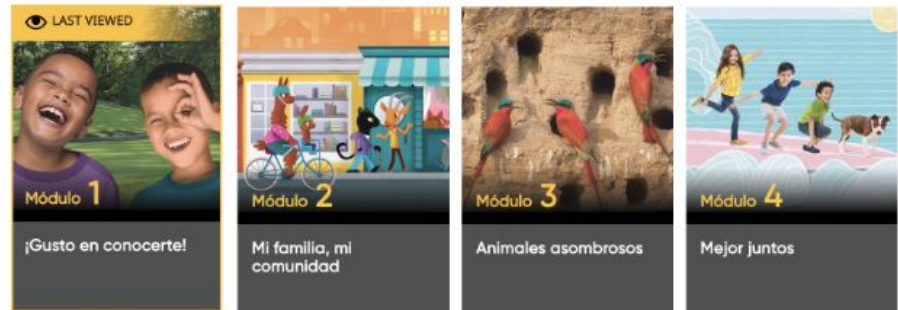 LAST VIEWED
Módulo 1
¡Gusto en conocerte!
Módulo 2
Mi familia, mi
comunidad
Módulo 3
Animales asombrosos
Módulo 4
Mejor juntos